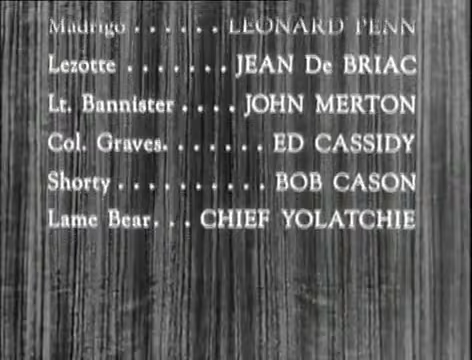 Madrigo . . . . . . LEONARD PENN
Lezotte . . . . . . . JEAN De BRIAC
Lt. Bannister . . . . JOHN MERTON
Col. Graves. . . . . . . ED CASSIDY
Shorty . . . . . . . . . . BOB CASON
Lame Bear. . . CHIEF YOLATCHIE